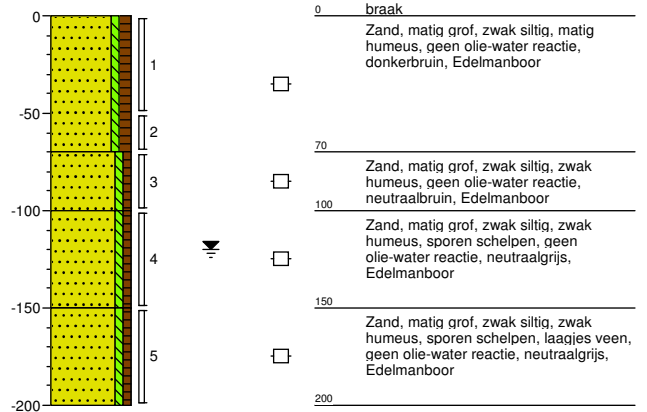 0
-50
-100
-150
-200
1
2
3
4
5
0 braak
Zand, matig grof, zwak siltig, matig
humeus, geen olie-water reactie,
donkerbruin, Edelmanboor
70
Zand, matig grof, zwak siltig, zwak
humeus, geen olie-water reactie,
neutraalbruin, Edelmanboor
100
Zand, matig grof, zwak siltig, zwak
humeus, sporen schelpen, geen
olie-water reactie, neutraalgrijs,
Edelmanboor
150
Zand, matig grof, zwak siltig, zwak
humeus, sporen schelpen, laagjes veen,
geen olie-water reactie, neutraalgrijs,
Edelmanboor
200